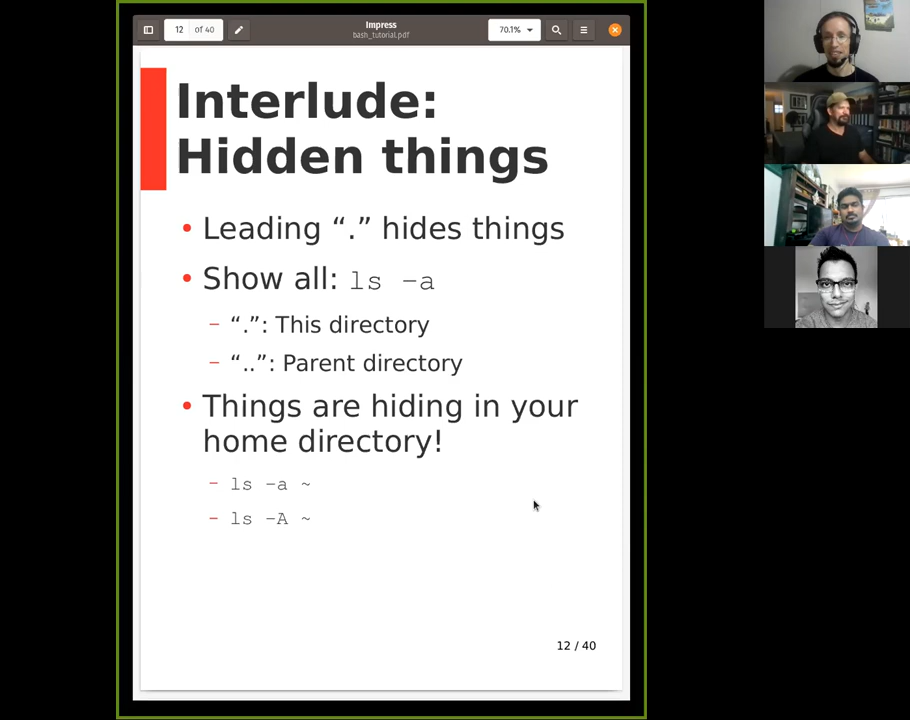 Impress
bash_tutorial.pdf
12 of 40
70.1%
Interlude:
Hidden things
• Leading “.” hides things
• Show all: ls -a
– “.”: This directory
– “..”: Parent directory
• Things are hiding in your
home directory!
– ls -a ~
– ls -A ~
12 / 40